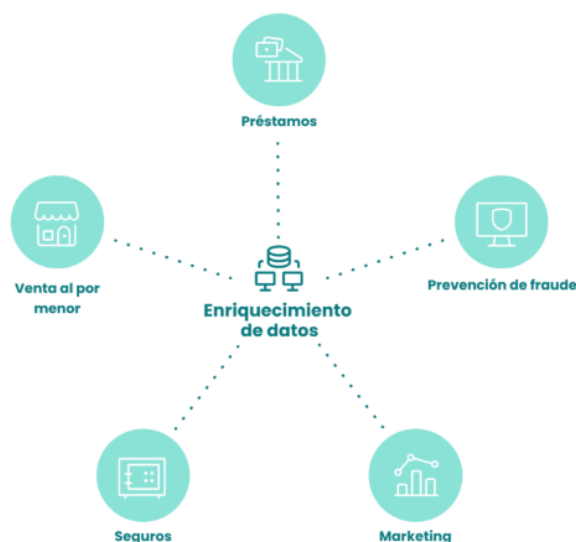 Préstamos
Venta al por
menor
Prevención de fraude
Enriquecimiento
de datos
Seguros
Marketing